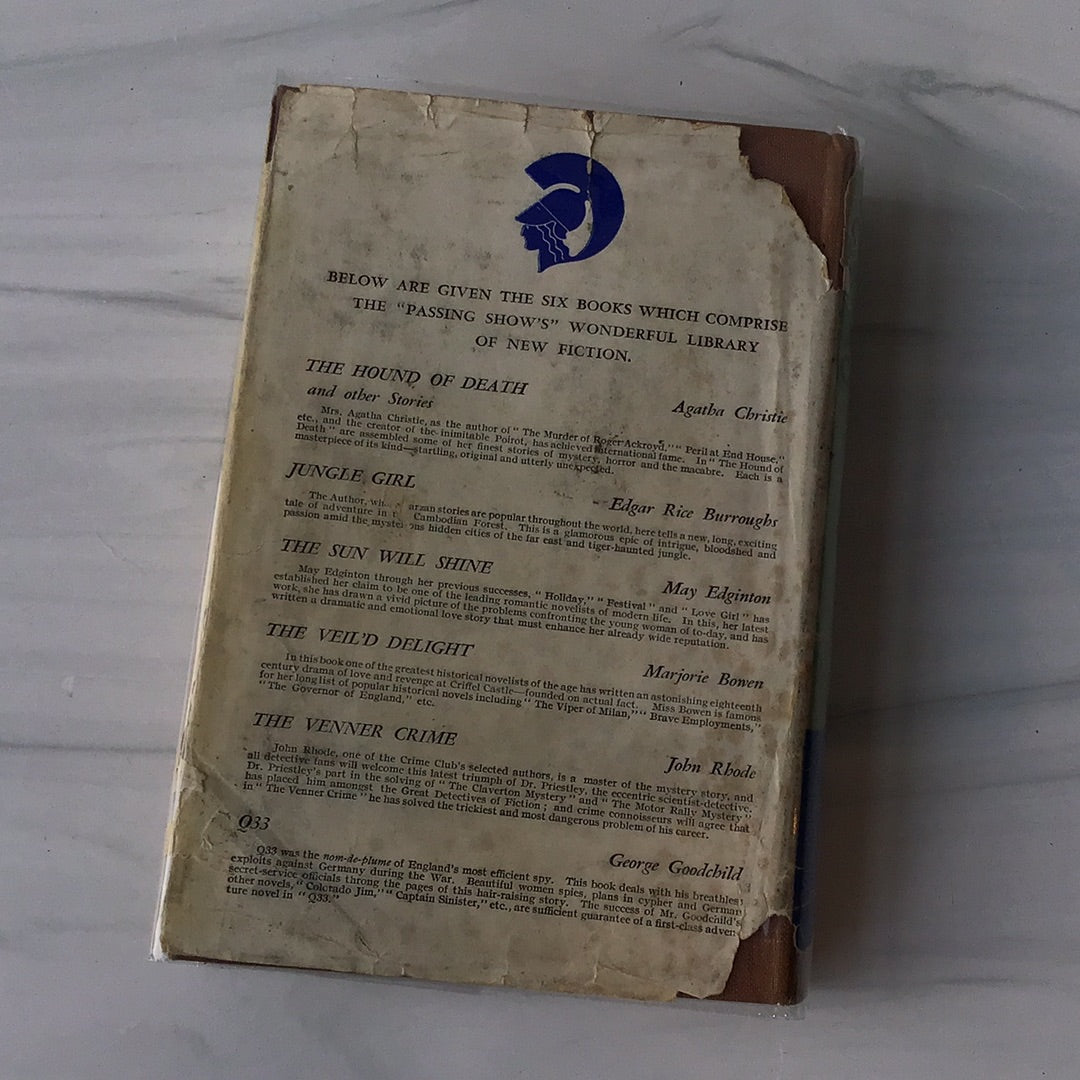 BELOW ARE GIVEN THE SIX BOOKS WHICH COMPRISE
THE "PASSING SHOW'S" WONDERFUL LIBRARY
OF NEW FICTION.
THE HOUND OF DEATH
and other Stories
Agatha Christie
Mrs. Agatha Christie, as the author of "The Murder of Roger Ackroyd," "Peril at End House,"
etc., and the creator of the inimitable Poirot, has achieved international fame. In "The Hound of
Death" are assembled some of her finest stories of mystery, horror and the macabre. Each is a
masterpiece of its kind—startling, original and utterly unexpected.
JUNGLE GIRL
Edgar Rice Burroughs
The Author, arzan stories are popular throughout the world, here tells a new, long, exciting
tale of adventure in Cambodian Forest. This is a glamorous epic of intrigue, bloodshed and
passion amid the myste ous hidden cities of the far east and tiger-haunted jungle.
THE SUN WILL SHINE
May Edginton
May Edginton through her previous successes, "Holiday," "Festival" and "Love Girl" has
established her claim to be one of the leading romantic novelists of modern life. In this, her latest
work, she has drawn a vivid picture of the problems confronting the young woman of to-day, and has
written a dramatic and emotional love story that must enhance her already wide reputation.
THE VEIL'D DELIGHT
Marjorie Bowen
In this book one of the greatest historical novelists of the age has written an astonishing eighteenth
century drama of love and revenge at Criffel Castle—founded on actual fact. Miss Bowen is famous
for her long list of popular historical novels including "The Viper of Milan," "Brave Employments,"
"The Governor of England," etc.
THE VENNER CRIME
John Rhode
John Rhode, one of the Crime Club's selected authors, is a master of the mystery story, and
all detective fans will welcome this latest triumph of Dr. Priestley, the eccentric scientist-detective.
Dr. Priestley's part in the solving of "The Claverton Mystery" and "The Motor Rally Mystery"
has placed him amongst the Great Detectives of Fiction; and crime connoisseurs will agree that
in "The Venner Crime" he has solved the trickiest and most dangerous problem of his career.
Q33
George Goodchild
Q33 was the nom-de-plume of England's most efficient spy. This book deals with his breathless
exploits against Germany during the War. Beautiful women spies, plans in cypher and German
secret-service officials throng the pages of this hair-raising story. The success of Mr. Goodchild's
other novels, "Colorado Jim," "Captain Sinister," etc., are sufficient guarantee of a first-class adven-
ture novel in "Q33."